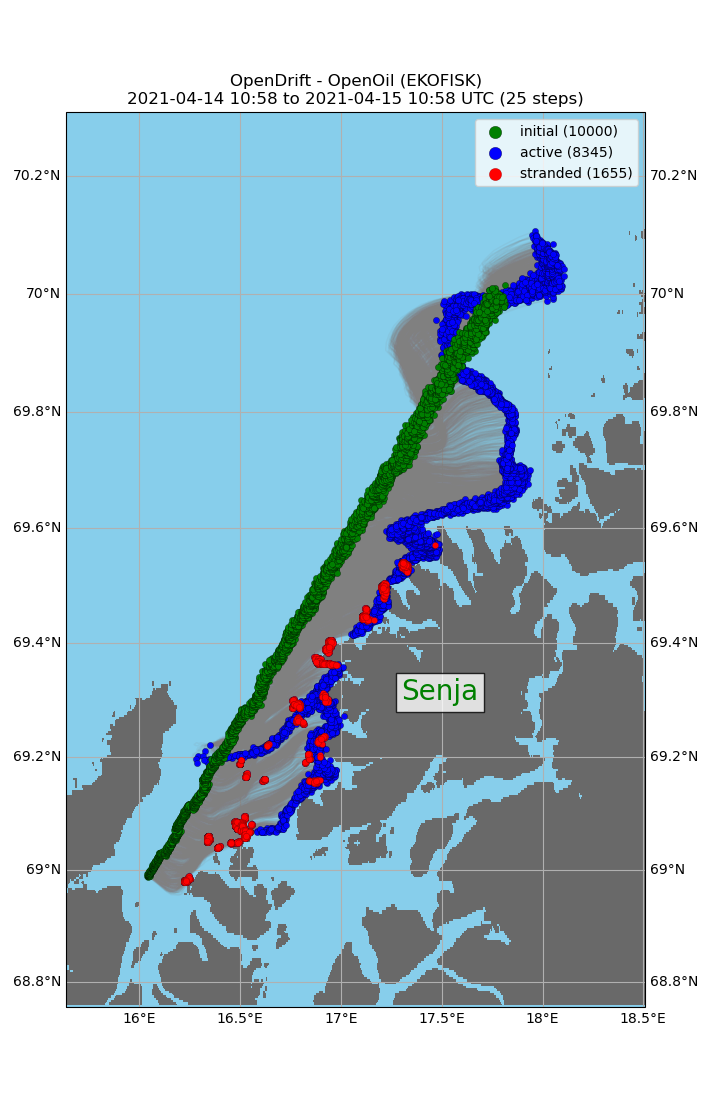 OpenDrift - OpenOil (EKOFISK)
2021-04-14 10:58 to 2021-04-15 10:58 UTC (25 steps)
initial (10000)
active (8345)
stranded (1655)
70.2°N 70.2°N
70°N 70°N
69.8°N 69.8°N
69.6°N 69.6°N
69.4°N 69.4°N
Senja
69.2°N 69.2°N
69°N 69°N
68.8°N 68.8°N
16°E 16.5°E 17°E 17.5°E 18°E 18.5°E